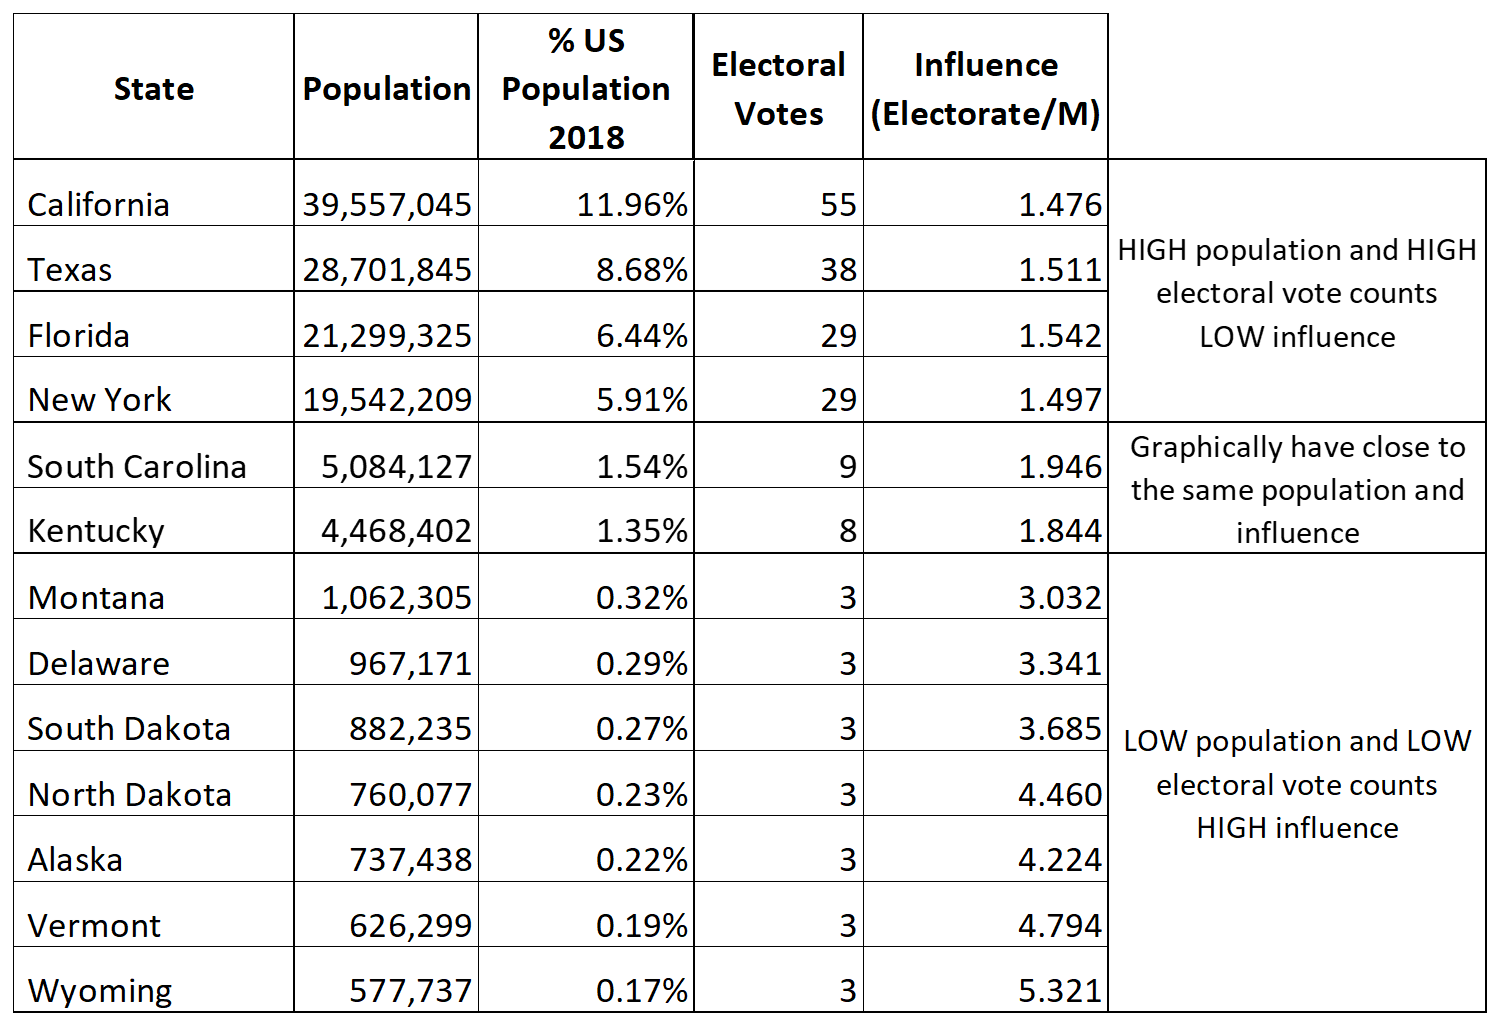 State Population % US Population 2018 Electoral Votes Influence (Electorate/M)
California 39,557,045 11.96% 55 1.476
Texas 28,701,845 8.68% 38 1.511
Florida 21,299,325 6.44% 29 1.542
New York 19,542,209 5.91% 29 1.497
HIGH population and HIGH
electoral vote counts
LOW influence
South Carolina 5,084,127 1.54% 9 1.946
Kentucky 4,468,402 1.35% 8 1.844
Graphically have close to
the same population and
influence
Montana 1,062,305 0.32% 3 3.032
Delaware 967,171 0.29% 3 3.341
South Dakota 882,235 0.27% 3 3.685
North Dakota 760,077 0.23% 3 4.460
Alaska 737,438 0.22% 3 4.224
Vermont 626,299 0.19% 3 4.794
Wyoming 577,737 0.17% 3 5.321
LOW population and LOW
electoral vote counts
HIGH influence